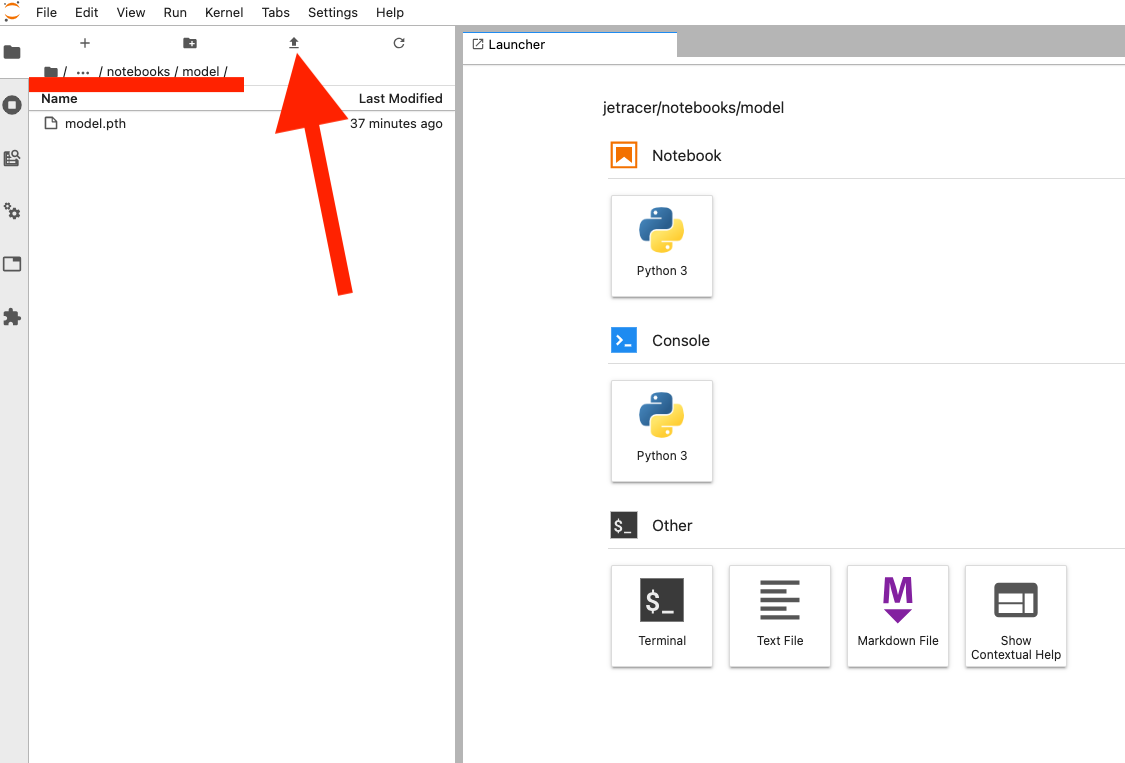 File Edit View Run Kernel Tabs Settings Help
/ ... / notebooks / model /
Name Last Modified
model.pth 37 minutes ago
Launcher
jetracer/notebooks/model
Notebook
Python 3
Console
Python 3
$_ Other
$_
M
Terminal
Text File
Markdown File
Show
Contextual Help